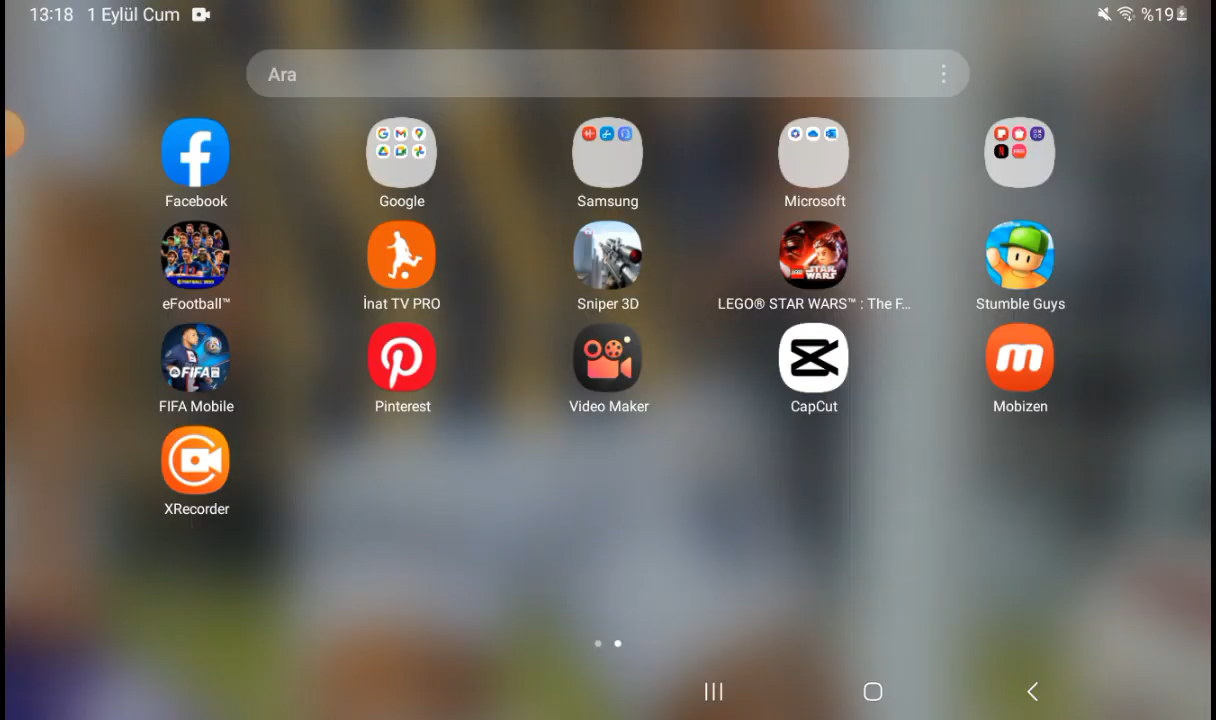 13:18 1 Eylül Cum %19
Ara
Facebook Google Samsung Microsoft
eFootball™ İnat TV PRO Sniper 3D LEGO® STAR WARS™ : The F... Stumble Guys
FIFA Mobile Pinterest Video Maker CapCut Mobizen
XRecorder